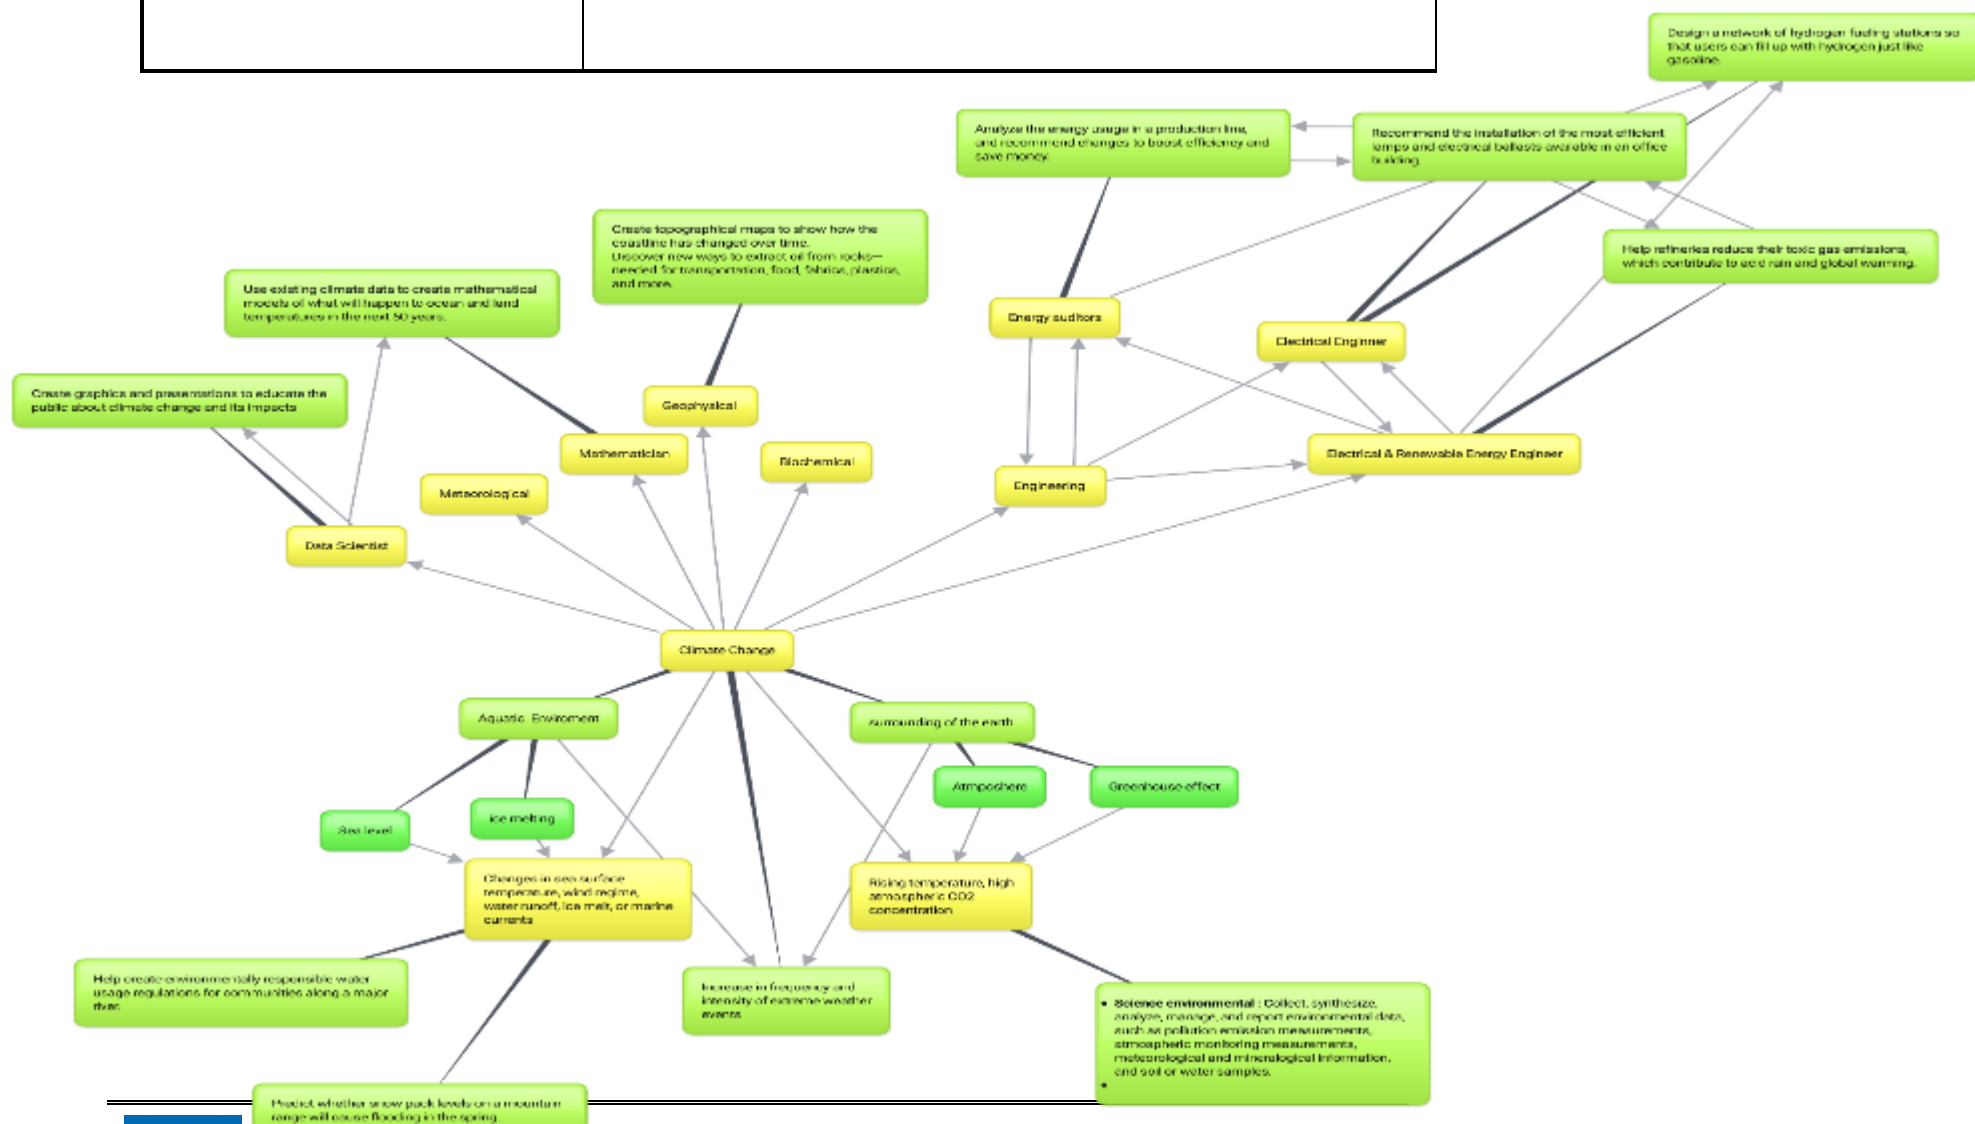 Design a network of hydrogen fueling stations so
that users can fill up with hydrogen just like
gasoline.
Analyze the energy usage in a production line,
and recommend changes to boost efficiency and
save money.
Recommend the installation of the most efficient
lamps and electrical ballasts available in an office
building
Create topographical maps to show how the
coastline has changed over time.
Discover new ways to extract oil from rocks—
needed for transportation, food, fabrics, plastics,
and more.
Help refineries reduce their toxic gas emissions,
which contribute to acid rain and global warming.
Use existing climate data to create mathematical
models of what will happen to ocean and land
temperatures in the next 50 years.
Energy auditors
Electrical Enginner
Create graphics and presentations to educate the
public about climate change and its impacts
Geophysical
Mathematician
Biochemical
Electrical & Renewable Energy Engineer
Meteorological
Engineering
Data Scientist
Climate Change
Aquatic Enviroment
surrounding of the earth
Atmposhere
Greenhouse effect
Sea level
ice melting
Changes in sea surface
temperature, wind regime,
water runoff, ice melt, or marine
currents
Rising temperature, high
atmospheric CO2
concentration
Help create environmentally responsible water
usage regulations for communities along a major
river.
Increase in frequency and
intensity of extreme weather
events
• Science environmental : Collect, synthesize,
analyze, manage, and report environmental data,
such as pollution emission measurements,
atmospheric monitoring measurements,
meteorological and mineralogical information,
and soil or water samples.
•
Predict whether snow pack levels on a mountain
range will cause flooding in the spring.